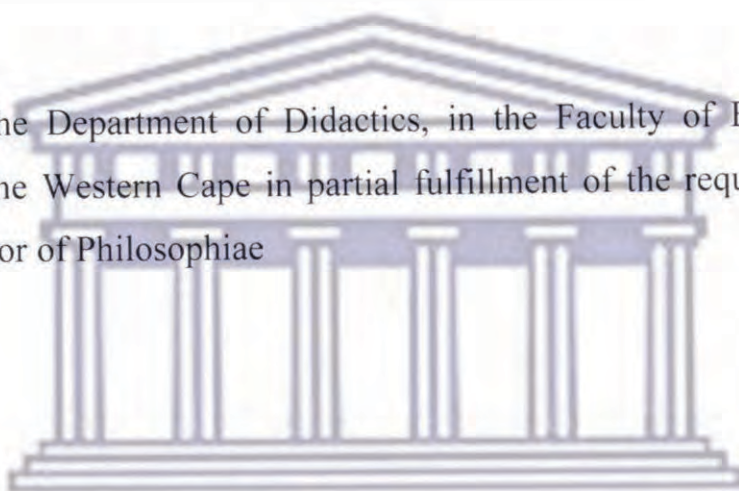 he Department of Didactics, in the Faculty of E
he Western Cape in partial fulfillment of the requ
or of Philosophiae